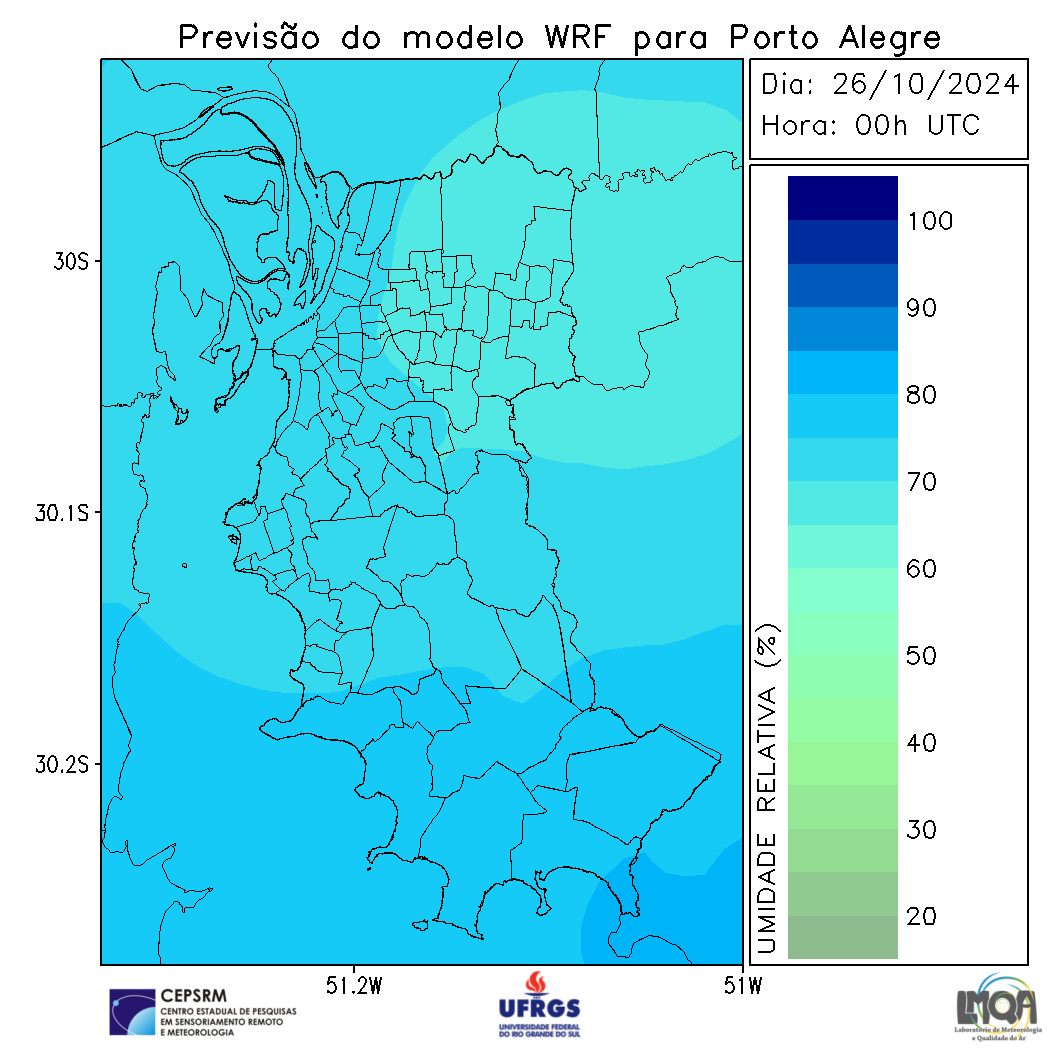 Previsão do modelo WRF para Porto Alegre
Dia: 26/10/2024
Hora: 00h UTC
30S
30.1S
30.2S
51.2W
51W
UMIDADE RELATIVA (%)
100
90
80
70
60
50
40
30
20
CEPSRM
CENTRO ESTADUAL DE PESQUISAS
EM SENSORIAMENTO REMOTO
E METEOROLOGIA
UFRGS
UNIVERSIDADE FEDERAL
DO RIO GRANDE DO SUL
LMQA
Laboratório de Meteorologia
e Qualidade do Ar